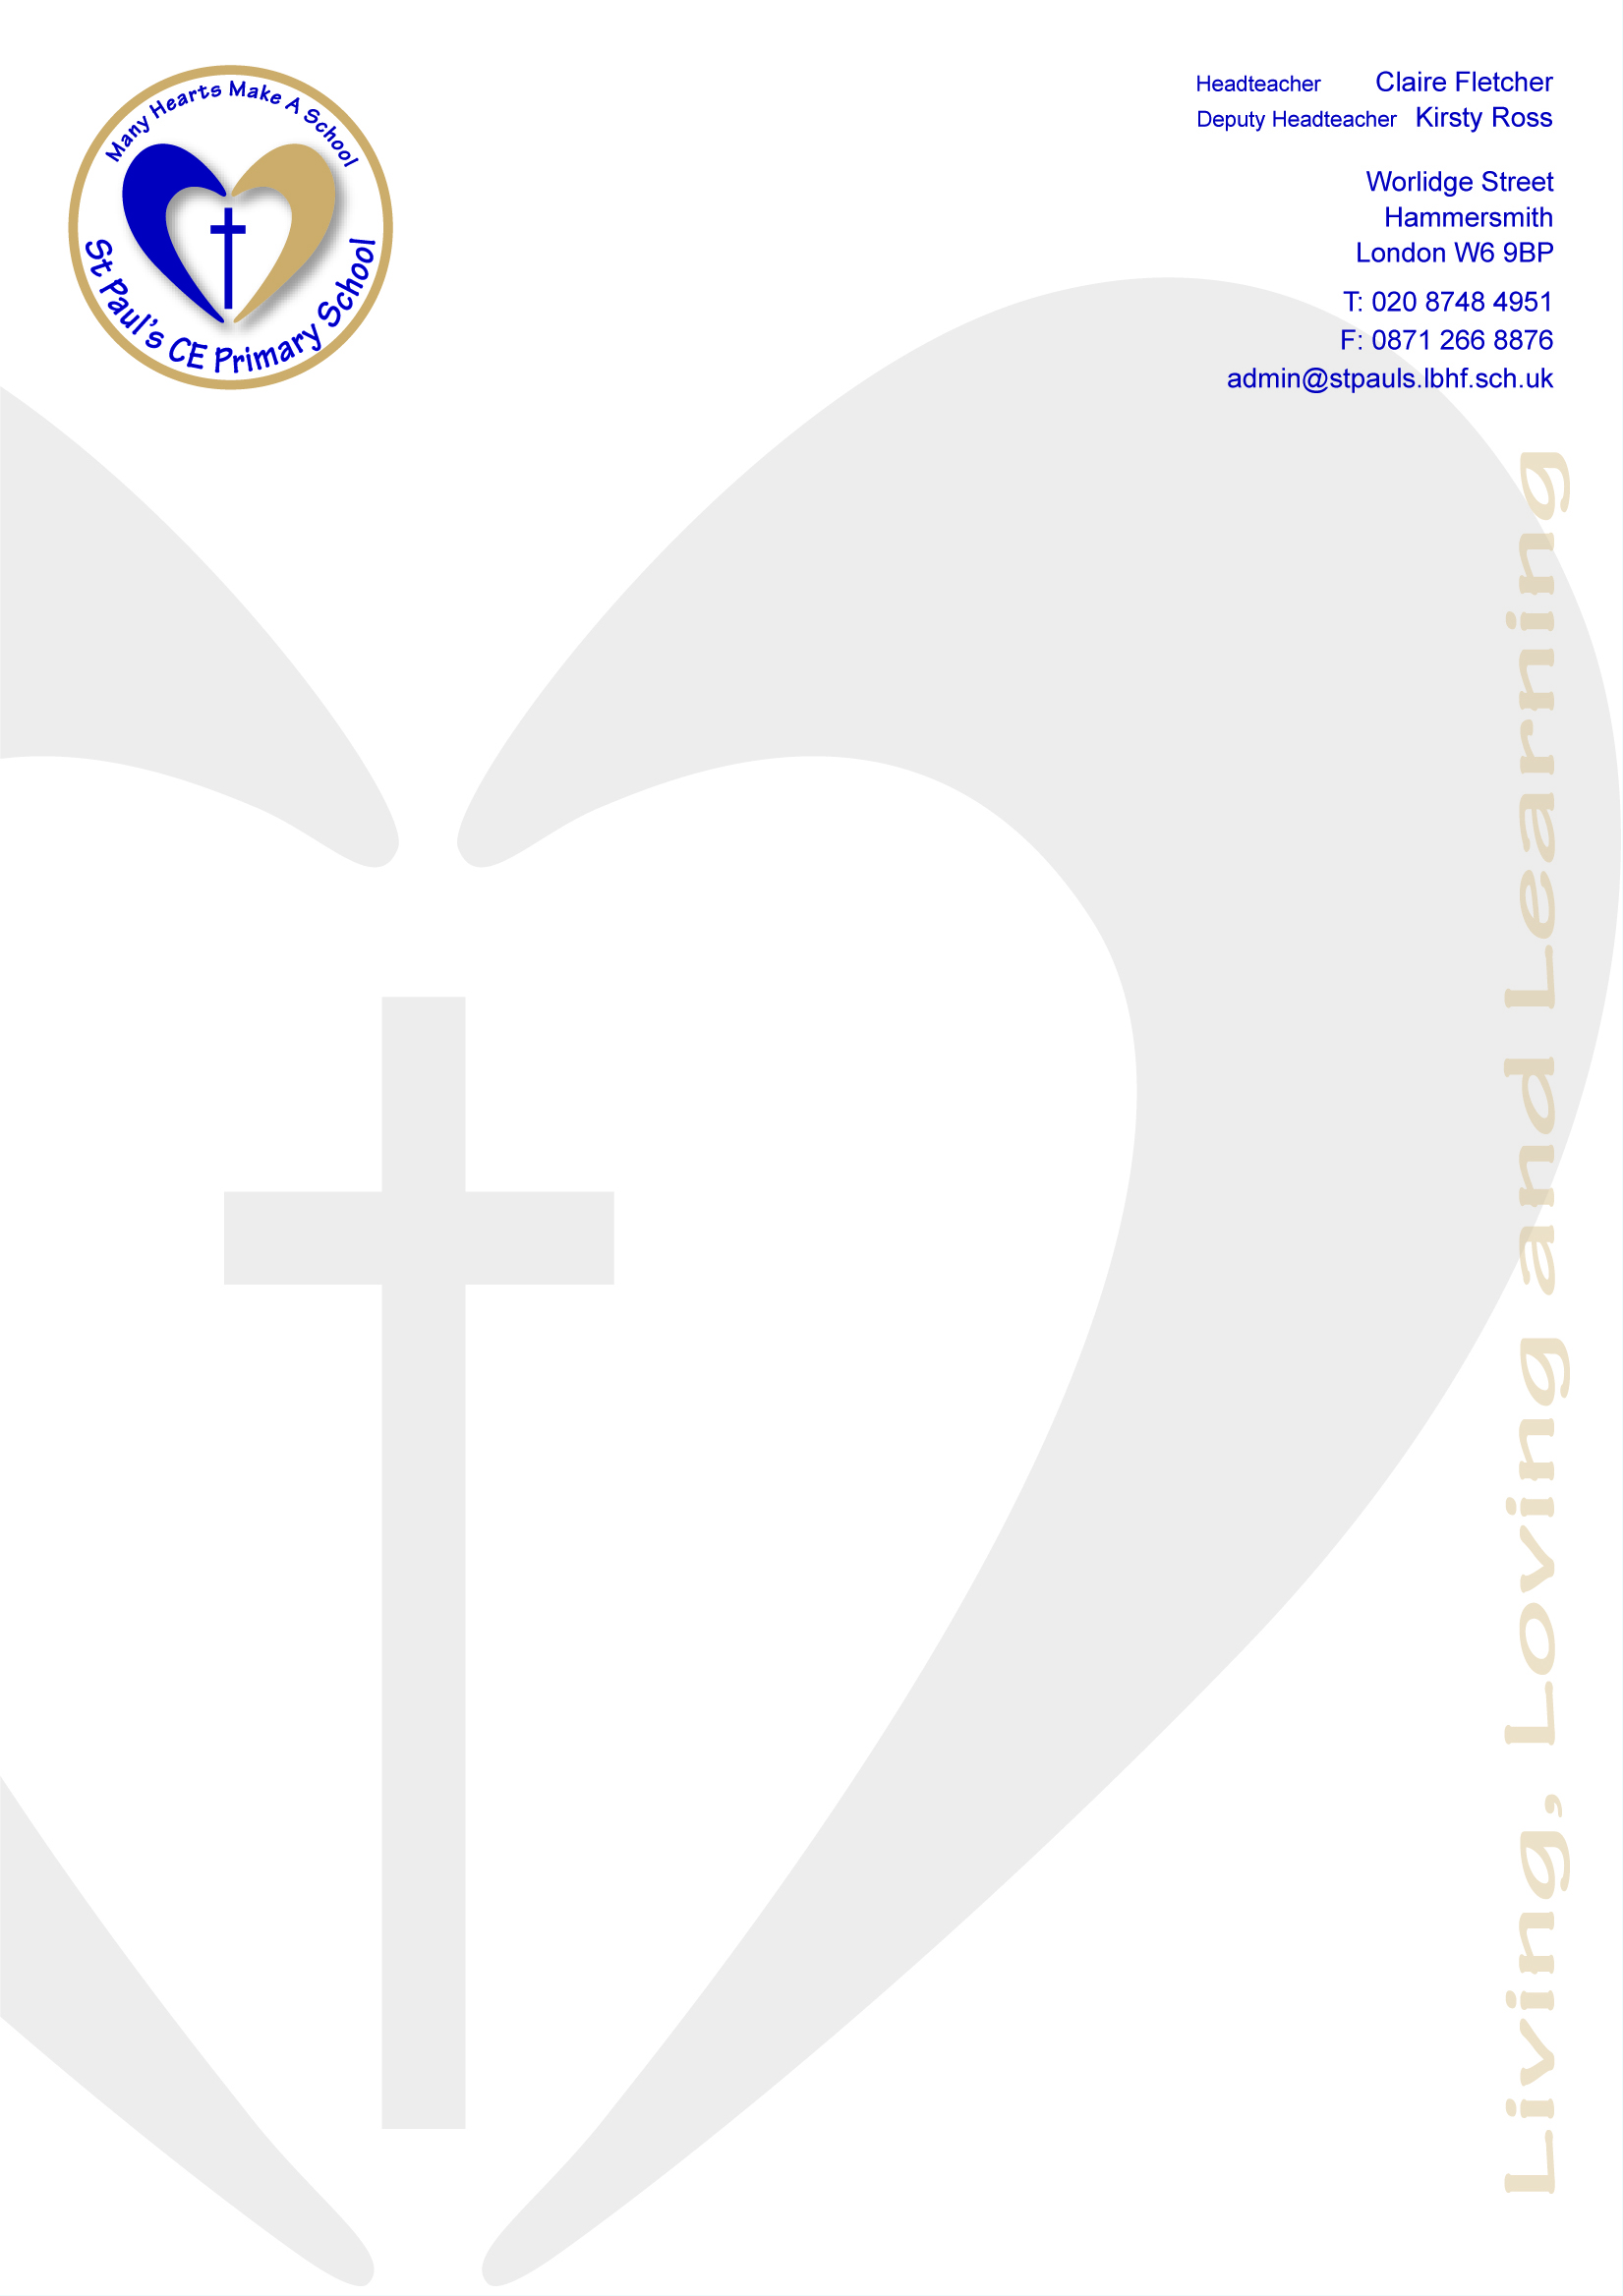 Many Hearts Make A School
St Paul's CE Primary School
Headteacher Claire Fletcher
Deputy Headteacher Kirsty Ross
Worlidge Street
Hammersmith
London W6 9BP
T: 020 8748 4951
F: 0871 266 8876
admin@stpauls.lbhf.sch.uk
Living, Loving and Learning